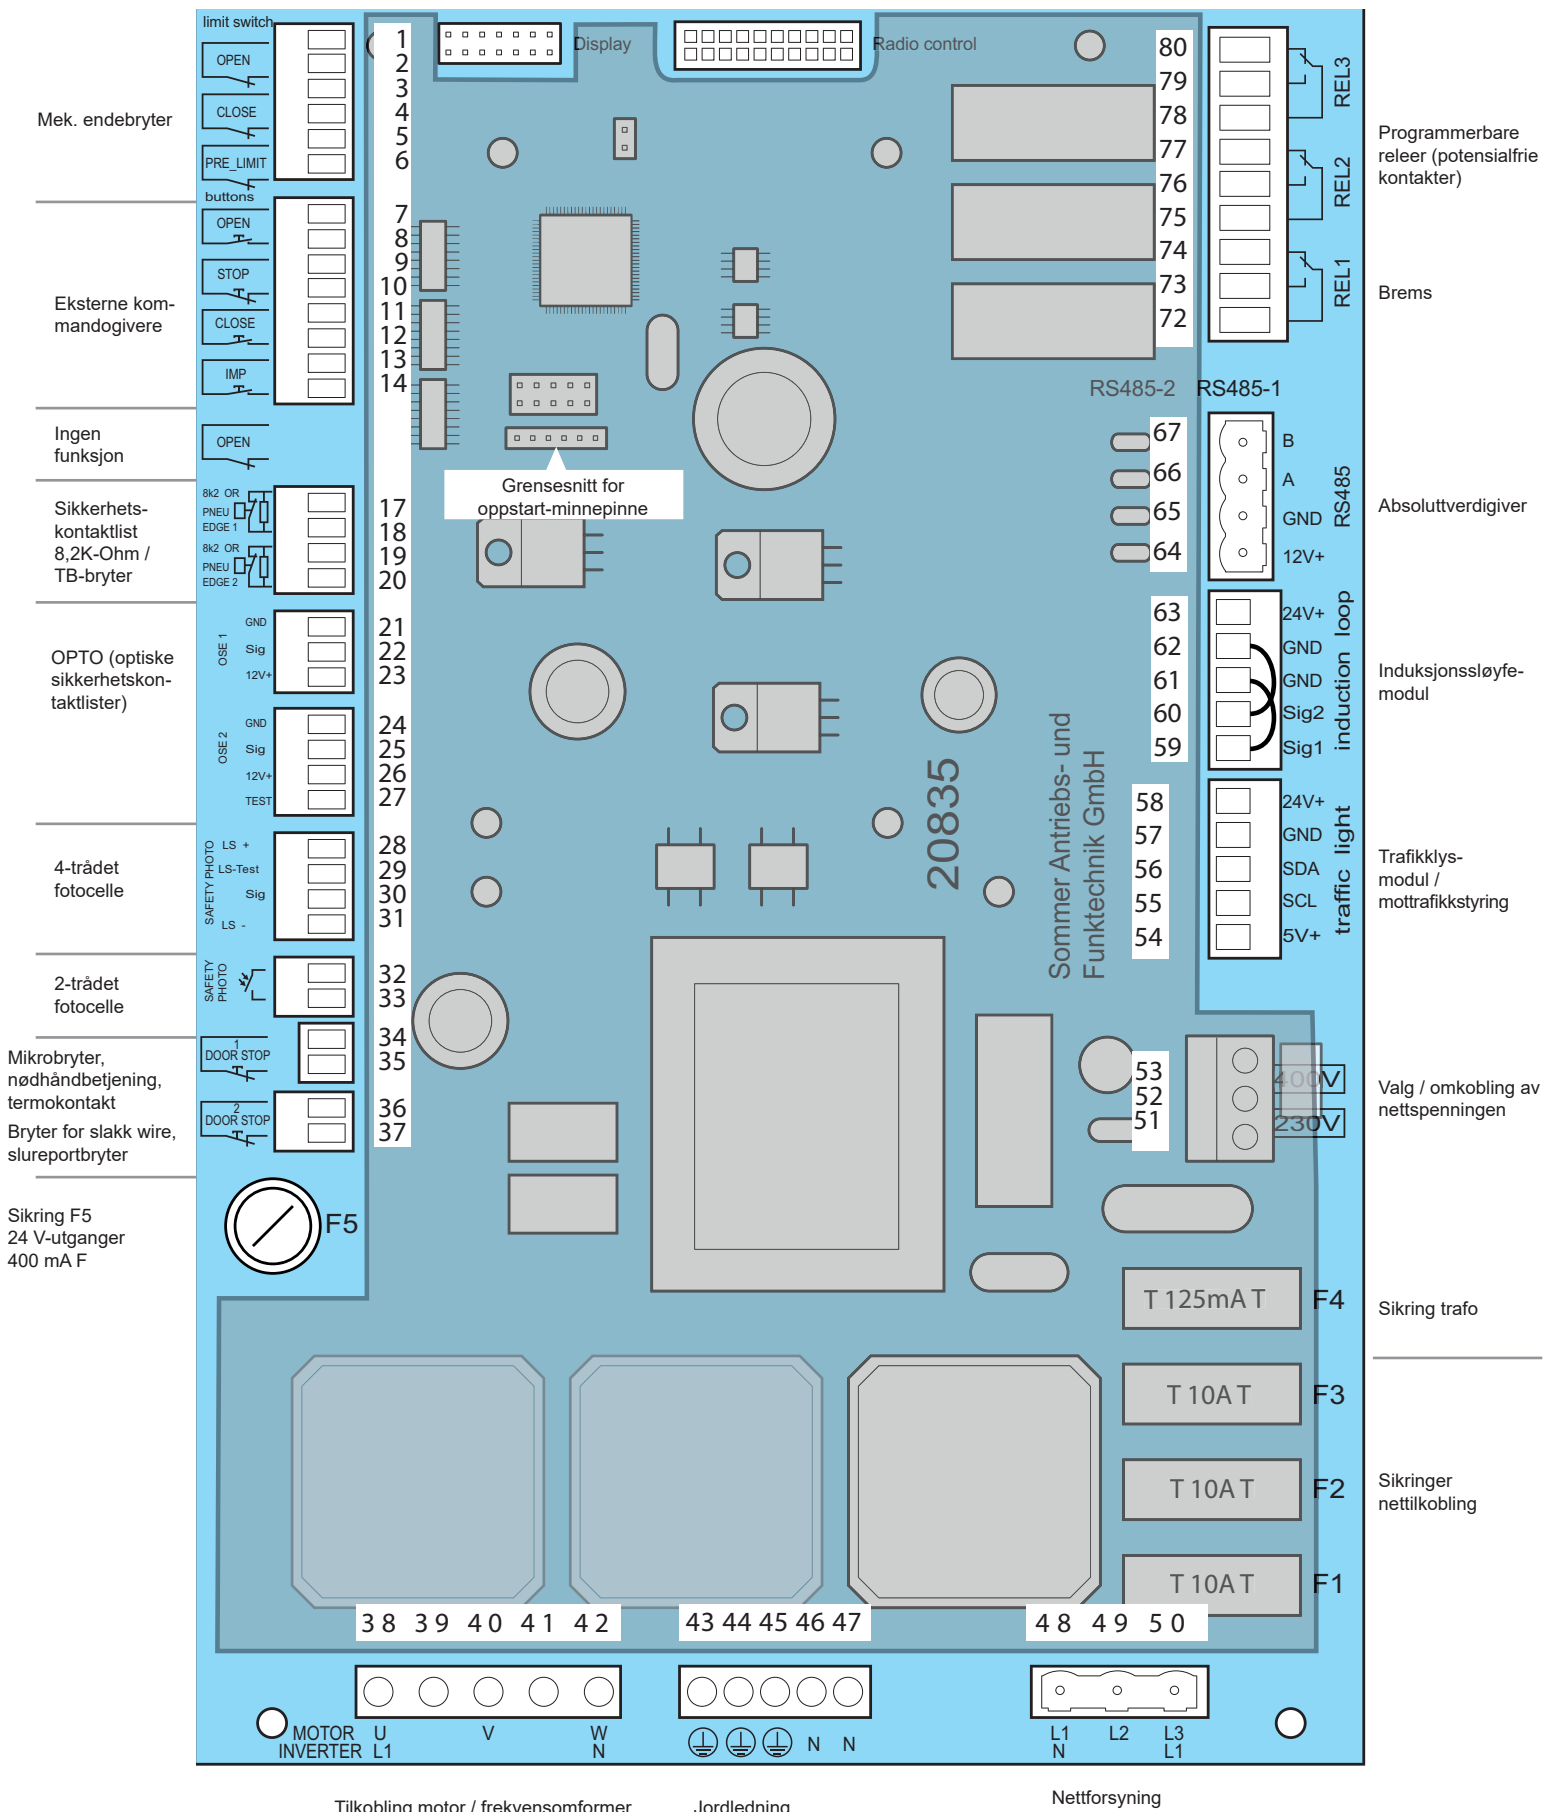 limit switch
OPEN
CLOSE
PRE_LIMIT
Mek. endebryter
1
2
3
4
5
6
Display
Radio control
buttons
OPEN
STOP
CLOSE
IMP
Eksterne kom-
mandogivere
7
8
9
10
11
12
13
14
Ingen
funksjon
OPEN
Grensesnitt for
oppstart-minnepinne
Sikkerhets-
kontaktlist
8,2K-Ohm /
TB-bryter
8k2 OR
PNEU
EDGE 1
8k2 OR
PNEU
EDGE 2
17
18
19
20
OPTO (optiske
sikkerhetskon-
taktlister)
OSE 1
GND
Sig
12V+
21
22
23
OSE 2
GND
Sig
12V+
TEST
24
25
26
27
4-trådet
fotocelle
SAFETY PHOTO
LS +
LS-Test
Sig
LS -
28
29
30
31
2-trådet
fotocelle
SAFETY
PHOTO
32
33
Mikrobryter,
nødhåndbetjening,
termokontakt
1
DOOR STOP
34
35
Bryter for slakk wire,
slureportbryter
2
DOOR STOP
36
37
Sikring F5
24 V-utganger
400 mA F
F5
80
79
78
77
76
75
74
73
72
REL3
REL2
REL1
Programmerbare
releer (potensialfrie
kontakter)
Brems
RS485-2 RS485-1
67
66
65
64
B
A
GND
12V+
RS485
Absoluttverdigiver
63
62
61
60
59
24V+
GND
GND
Sig2
Sig1
induction loop
Induksjonssløyfe-
modul
58
57
56
55
54
24V+
GND
SDA
SCL
5V+
traffic light
Trafikklys-
modul /
mottrafikkstyring
20835
Sommer Antriebs- und
Funktechnik GmbH
53
52
51
400V
230V
Valg / omkobling av
nettspenningen
T 125mA T
F4
Sikring trafo
T 10A T
F3
T 10A T
F2
T 10A T
F1
Sikringer
nettilkobling
38 39 40 41 42
43 44 45 46 47
48 49 50
MOTOR U V W
INVERTER L1 N
N N
L1 L2 L3
N L1
Tilkobling motor / frekvensomformer
Jordledning
Nettforsyning